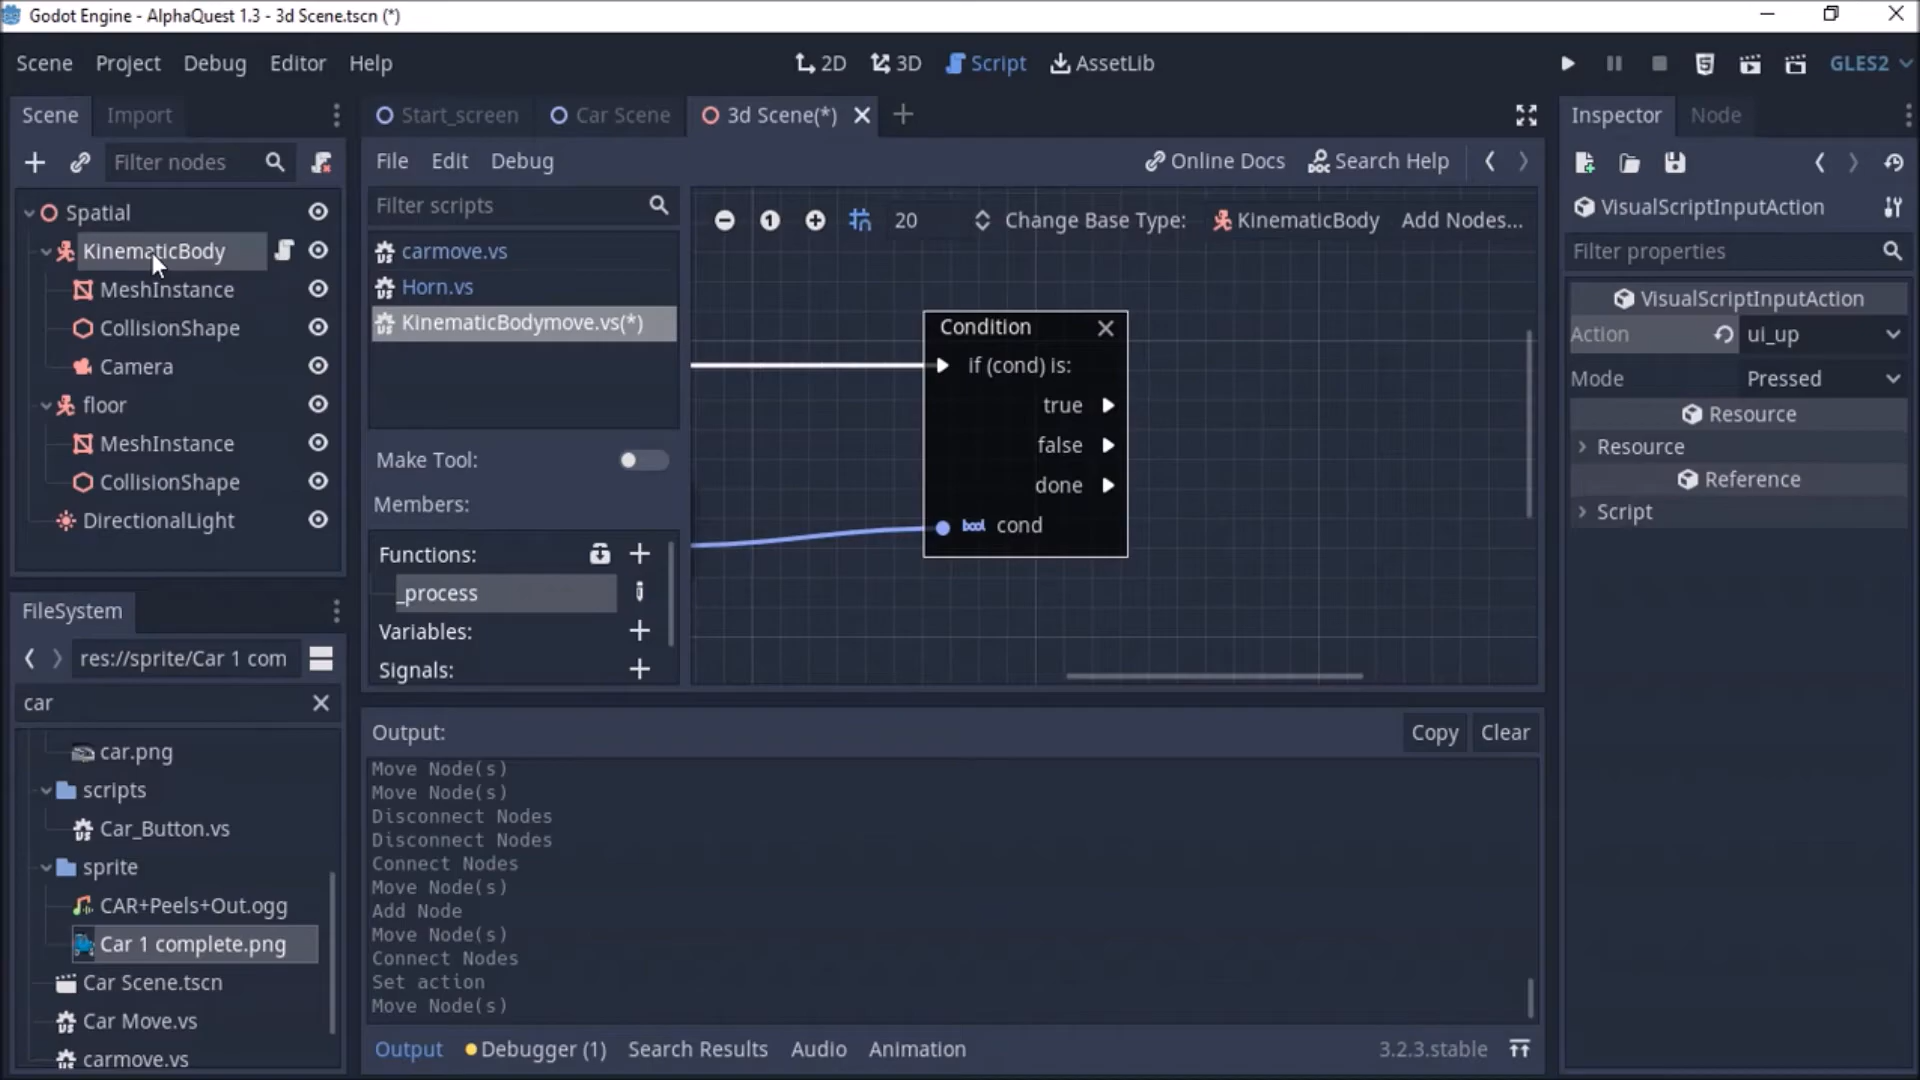 Godot Engine - AlphaQuest 1.3 - 3d Scene.tscn (*)
Scene Project Debug Editor Help
2D 3D Script AssetLib
GLES2
Scene Import
Filter nodes
Spatial
KinematicBody
MeshInstance
CollisionShape
Camera
floor
MeshInstance
CollisionShape
DirectionalLight
FileSystem
res://sprite/Car 1 com
car
car.png
scripts
Car_Button.vs
sprite
CAR+Peels+Out.ogg
Car 1 complete.png
Car Scene.tscn
Car Move.vs
carmove.vs
Start_screen Car Scene 3d Scene(*)
File Edit Debug
Online Docs Search Help
Filter scripts
carmove.vs
Horn.vs
KinematicBodymove.vs(*)
Make Tool:
Members:
Functions:
_process
Variables:
Signals:
1 20 Change Base Type: KinematicBody Add Nodes...
Condition
if (cond) is:
true
false
done
bool cond
Output:
Copy Clear
Move Node(s)
Move Node(s)
Disconnect Nodes
Disconnect Nodes
Connect Nodes
Move Node(s)
Add Node
Move Node(s)
Connect Nodes
Set action
Move Node(s)
Output Debugger (1) Search Results Audio Animation
3.2.3.stable
Inspector Node
VisualScriptInputAction
Filter properties
VisualScriptInputAction
Action ui_up
Mode Pressed
Resource
Resource
Reference
Script